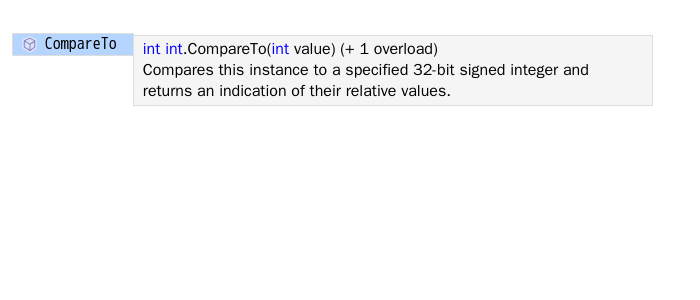 CompareTo
int int.CompareTo(int value) (+ 1 overload)
Compares this instance to a specified 32-bit signed integer and
returns an indication of their relative values.